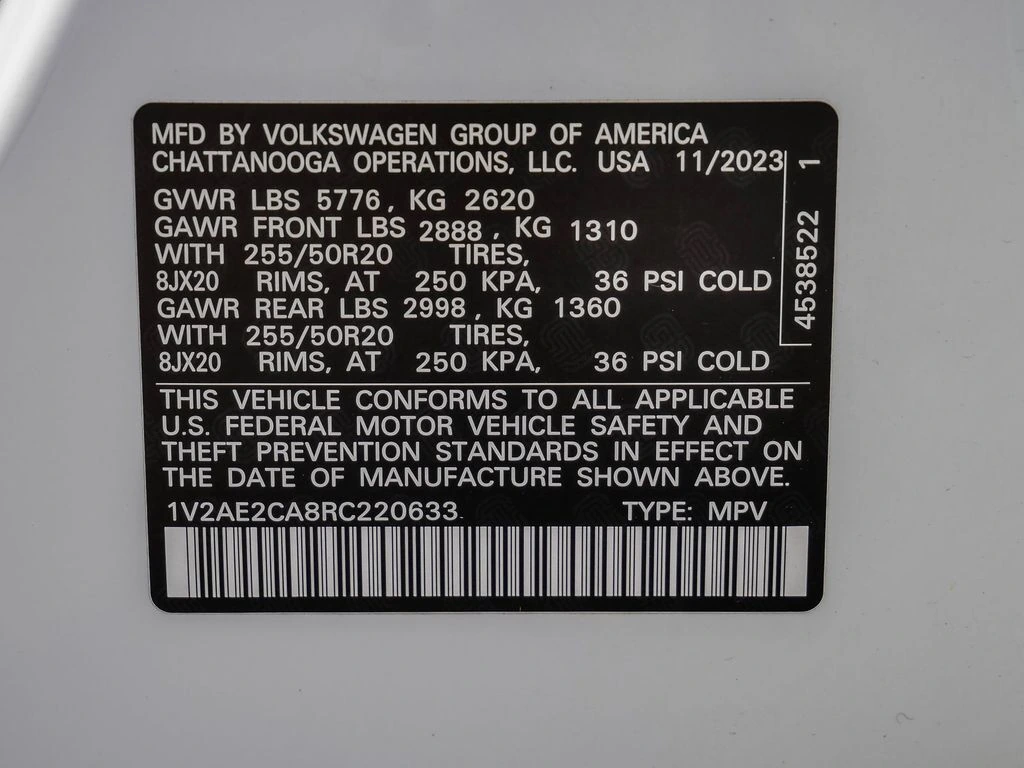 MFD BY VOLKSWAGEN GROUP OF AMERICA
CHATTANOOGA OPERATIONS, LLC. USA 11/2023
GVWR LBS 5776, KG 2620
GAWR FRONT LBS 2888, KG 1310
WITH 255/50R20 TIRES,
8JX20 RIMS, AT 250 KPA, 36 PSI COLD
GAWR REAR LBS 2998, KG 1360
WITH 255/50R20 TIRES,
8JX20 RIMS, AT 250 KPA, 36 PSI COLD
4538522 1
THIS VEHICLE CONFORMS TO ALL APPLICABLE
U.S. FEDERAL MOTOR VEHICLE SAFETY AND
THEFT PREVENTION STANDARDS IN EFFECT ON
THE DATE OF MANUFACTURE SHOWN ABOVE.
1V2AE2CA8RC220633 TYPE: MPV